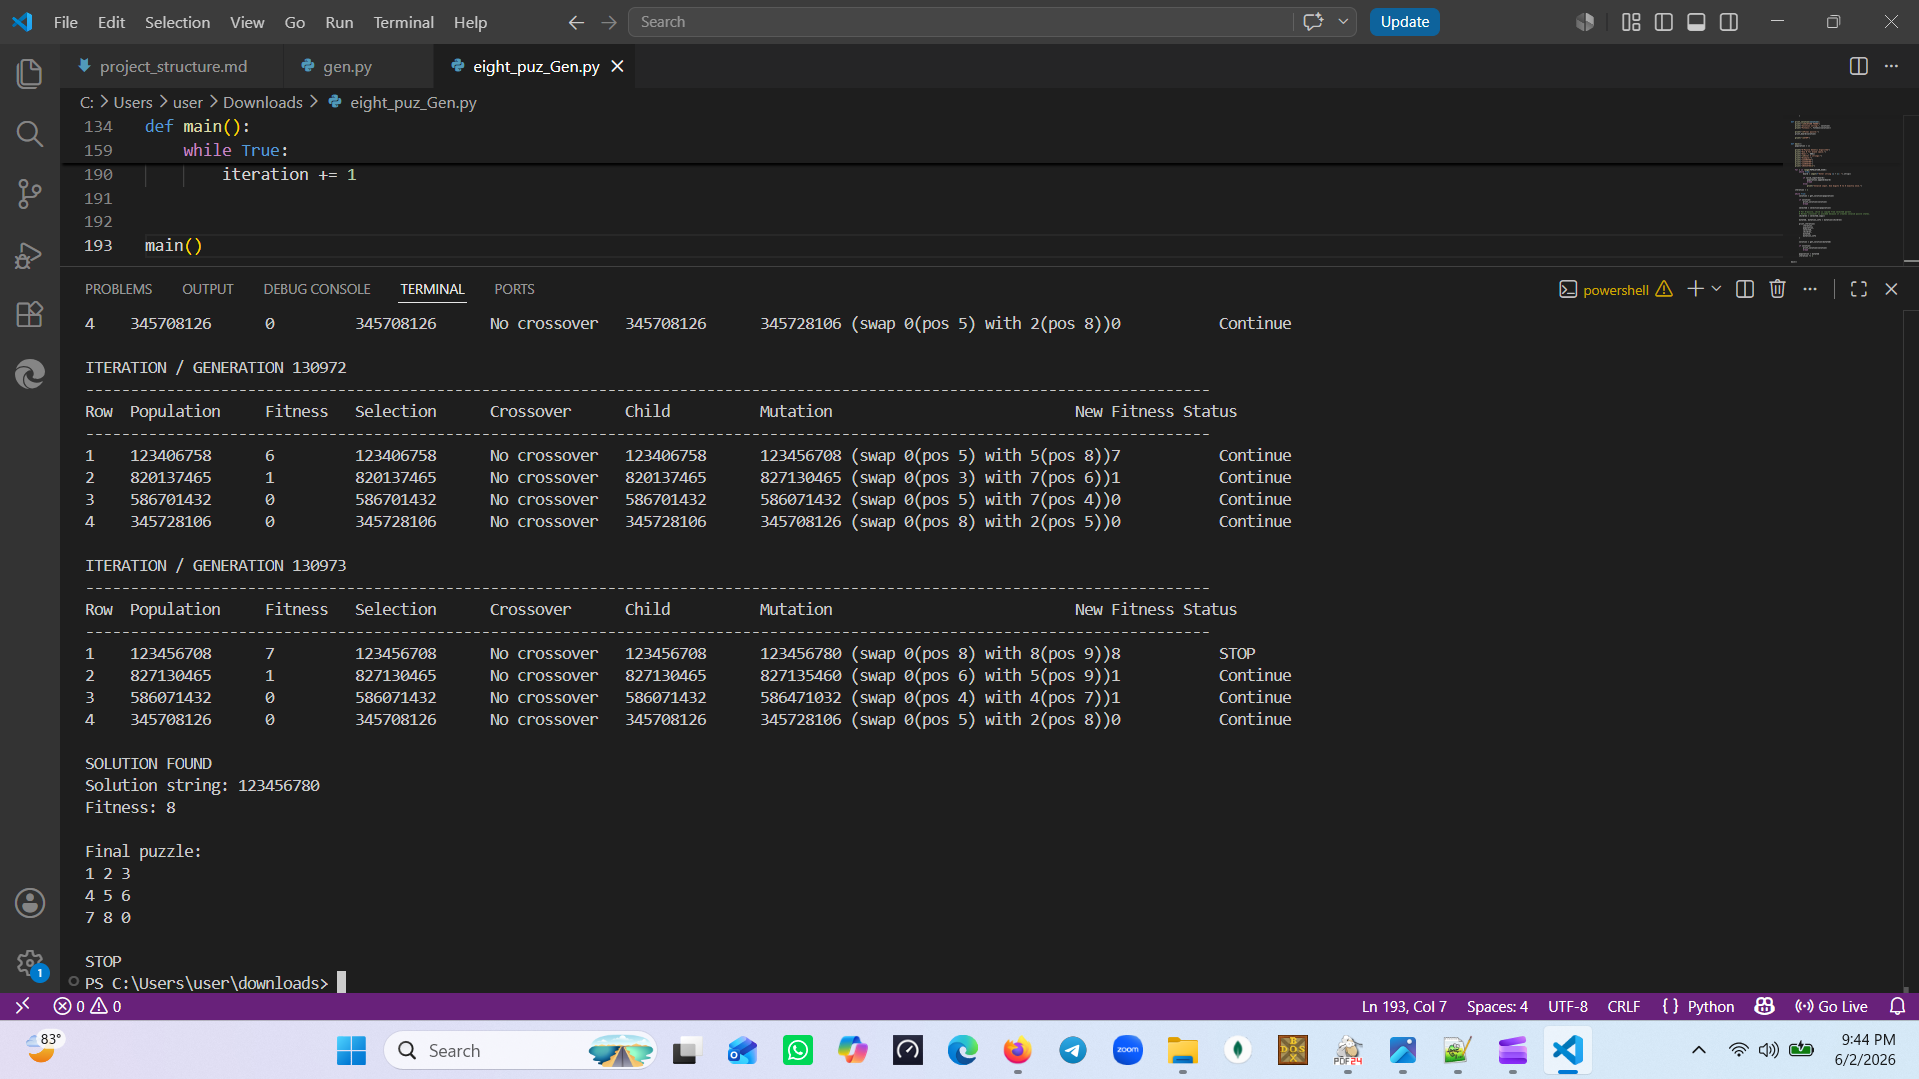 File Edit Selection View Go Run Terminal Help Search Update
project_structure.md gen.py eight_puz_Gen.py
C: > Users > user > Downloads > eight_puz_Gen.py
134 def main():
159 while True:
190 iteration += 1
191
192
193 main()
PROBLEMS OUTPUT DEBUG CONSOLE TERMINAL PORTS powershell
4 345708126 0 345708126 No crossover 345708126 345728106 (swap 0(pos 5) with 2(pos 8))0 Continue
ITERATION / GENERATION 130972
-----------------------------------------------------------------------------------------------------------------------------
Row Population Fitness Selection Crossover Child Mutation New Fitness Status
-----------------------------------------------------------------------------------------------------------------------------
1 123406758 6 123406758 No crossover 123406758 123456708 (swap 0(pos 5) with 5(pos 8))7 Continue
2 820137465 1 820137465 No crossover 820137465 827130465 (swap 0(pos 3) with 7(pos 6))1 Continue
3 586701432 0 586701432 No crossover 586701432 586071432 (swap 0(pos 5) with 7(pos 4))0 Continue
4 345728106 0 345728106 No crossover 345728106 345708126 (swap 0(pos 8) with 2(pos 5))0 Continue
ITERATION / GENERATION 130973
-----------------------------------------------------------------------------------------------------------------------------
Row Population Fitness Selection Crossover Child Mutation New Fitness Status
-----------------------------------------------------------------------------------------------------------------------------
1 123456708 7 123456708 No crossover 123456708 123456780 (swap 0(pos 8) with 8(pos 9))8 STOP
2 827130465 1 827130465 No crossover 827130465 827135460 (swap 0(pos 6) with 5(pos 9))1 Continue
3 586071432 0 586071432 No crossover 586071432 586471032 (swap 0(pos 4) with 4(pos 7))1 Continue
4 345708126 0 345708126 No crossover 345708126 345728106 (swap 0(pos 5) with 2(pos 8))0 Continue
SOLUTION FOUND
Solution string: 123456780
Fitness: 8
Final puzzle:
1 2 3
4 5 6
7 8 0
STOP
PS C:\Users\user\downloads>
1
0 0 Ln 193, Col 7 Spaces: 4 UTF-8 CRLF { } Python Go Live
83° Search zoom DOS BOX PDF24 9:44 PM
6/2/2026